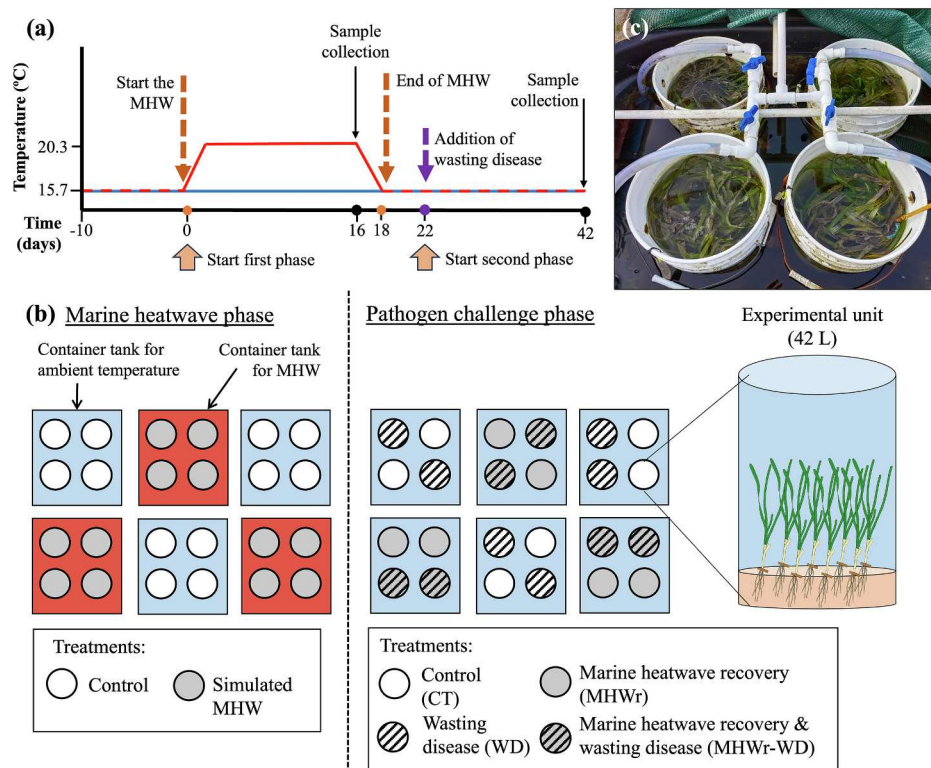 (a)
Temperature (ºC)
20.3
15.7
Start the
MHW
Sample
collection
End of MHW
Addition of
wasting disease
Sample
collection
Time
(days)
-10
0
16
18
22
42
Start first phase
Start second phase
(c)
(b) Marine heatwave phase
Container tank for
ambient temperature
Container tank
for MHW
Treatments:
Control
Simulated
MHW
Pathogen challenge phase
Experimental unit
(42 L)
Treatments:
Control
(CT)
Marine heatwave recovery
(MHWr)
Wasting
disease (WD)
Marine heatwave recovery &
wasting disease (MHWr-WD)